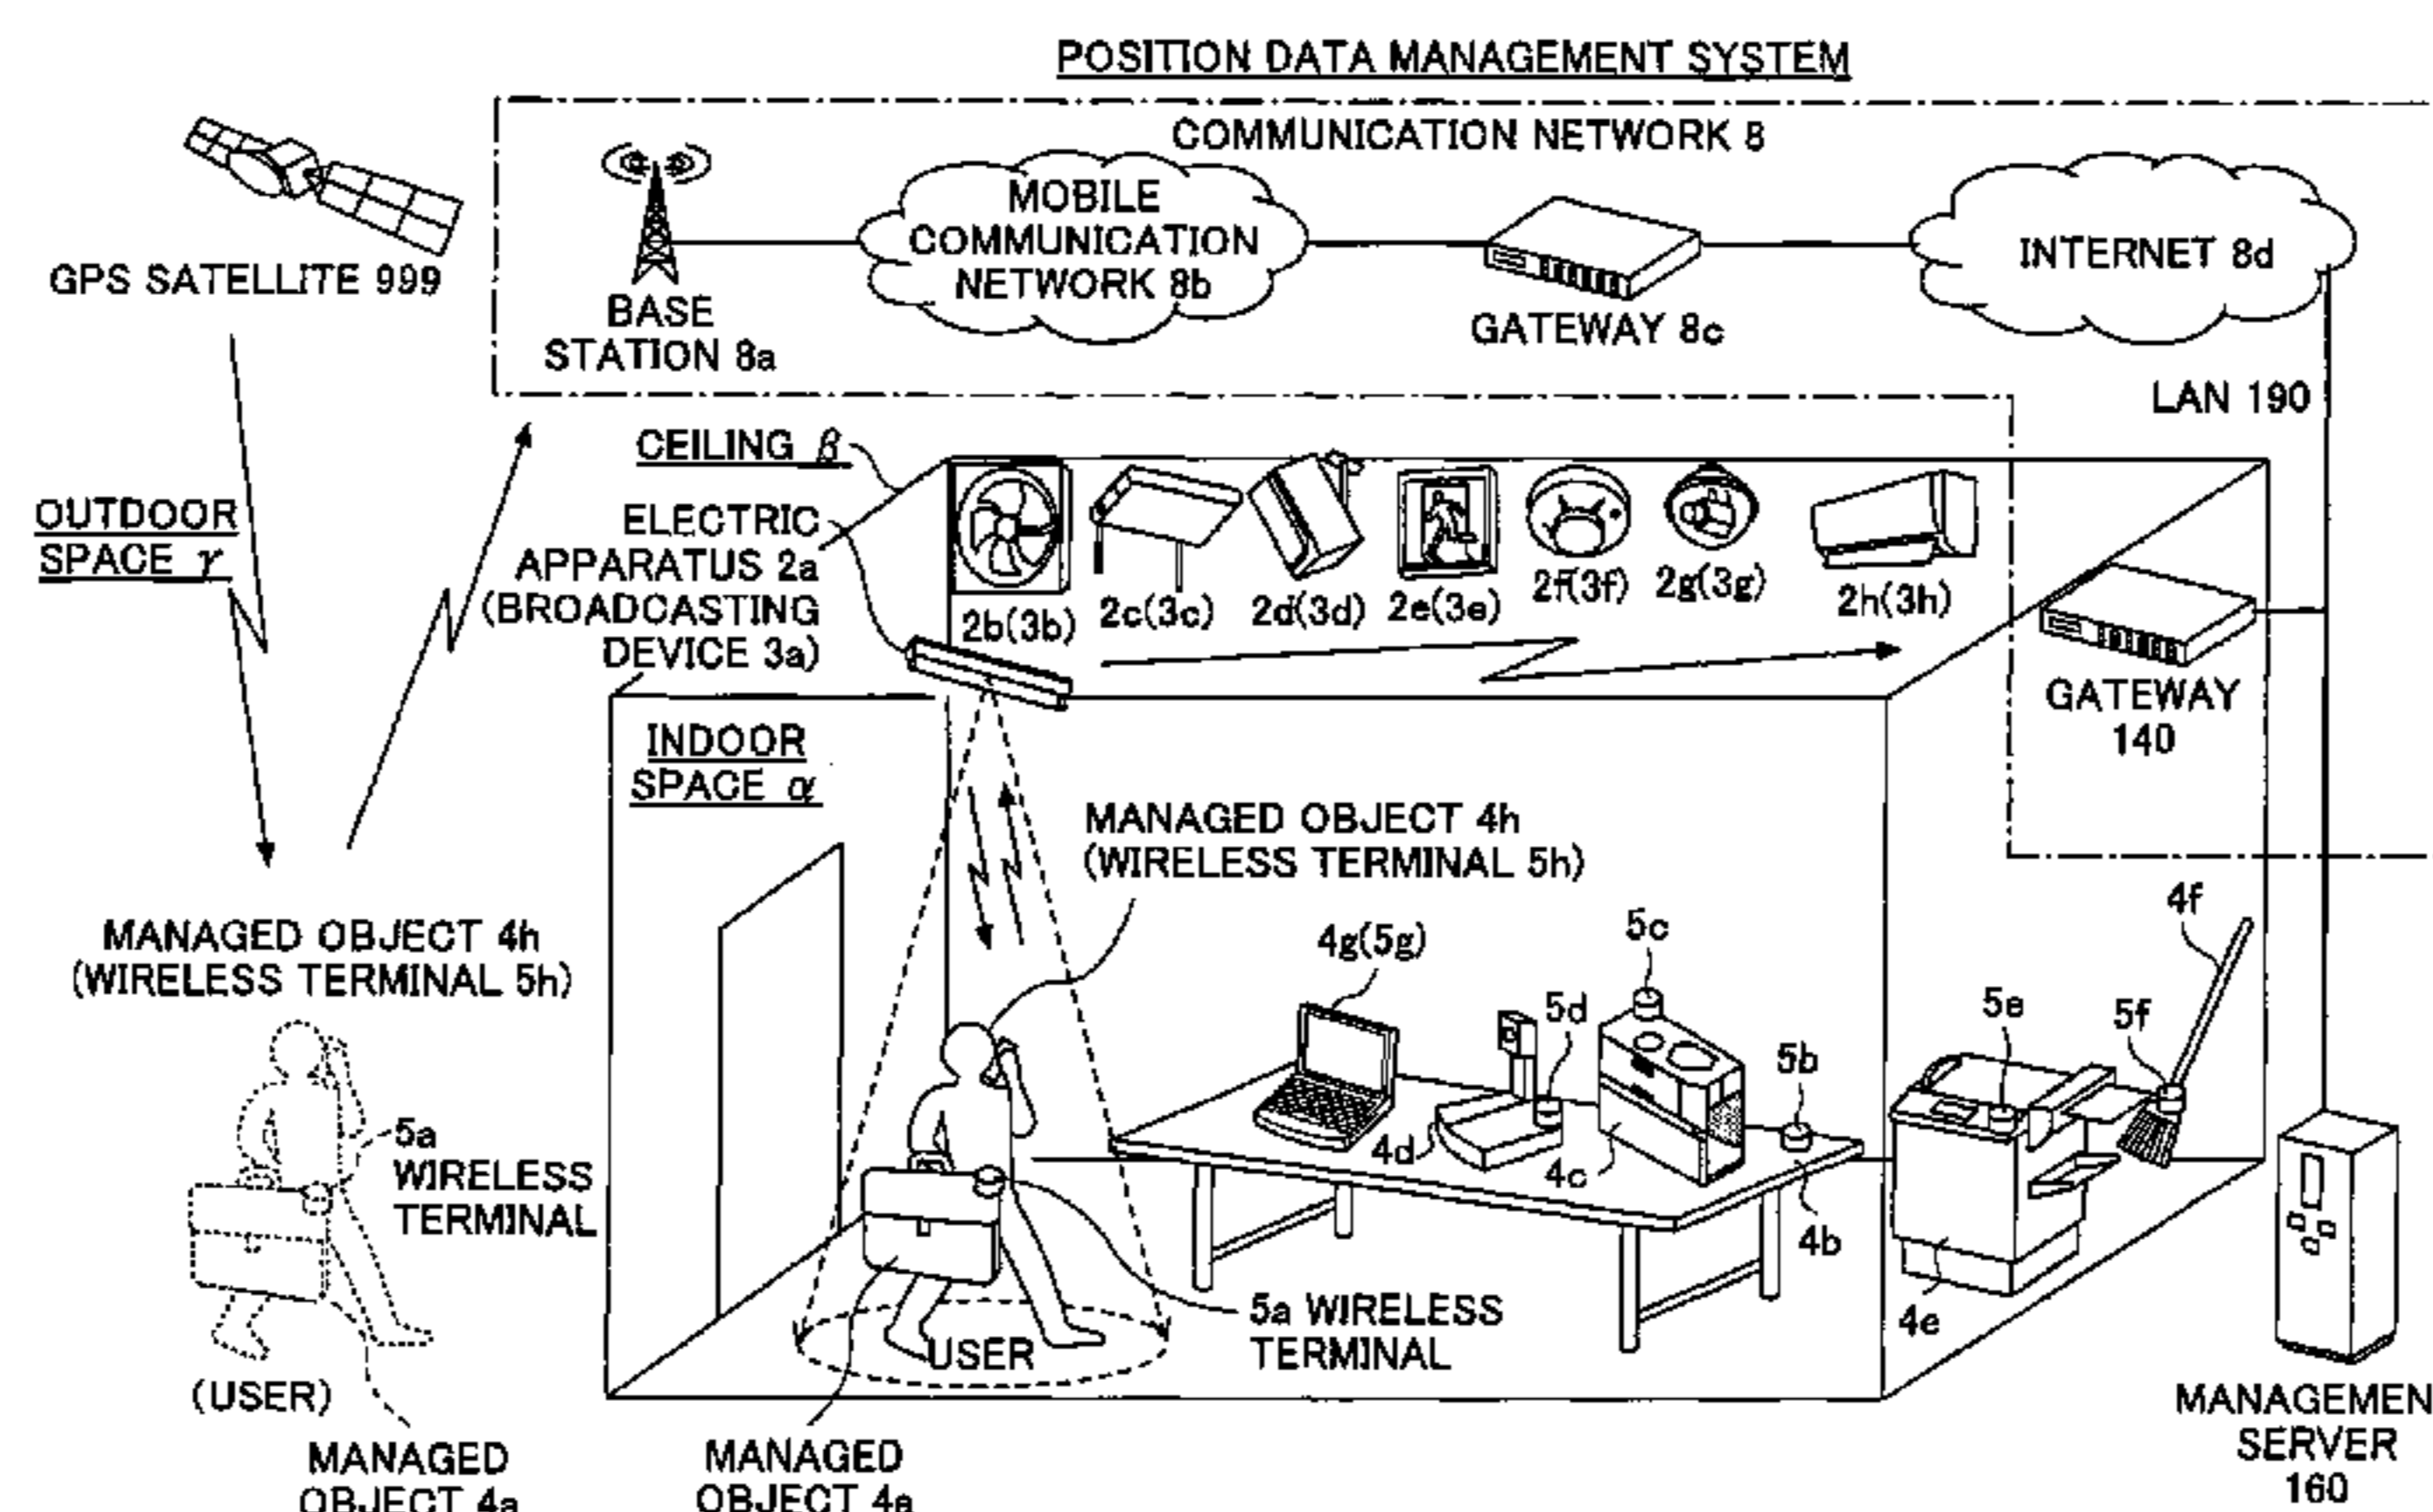 POSITION DATA MANAGEMENT SYSTEM
COMMUNICATION NETWORK 8
GPS SATELLITE 999
BASE
STATION 8a
MOBILE
COMMUNICATION
NETWORK 8b
GATEWAY 8c
INTERNET 8d
LAN 190
CEILING β
OUTDOOR
SPACE γ
ELECTRIC
APPARATUS 2a
(BROADCASTING
DEVICE 3a)
2b(3b)
2c(3c)
2d(3d)
2e(3e)
2f(3f)
2g(3g)
2h(3h)
GATEWAY
140
INDOOR
SPACE α
MANAGED OBJECT 4h
(WIRELESS TERMINAL 5h)
MANAGED OBJECT 4h
(WIRELESS TERMINAL 5h)
4g(5g)
5c
5d
5b
5e
5f
4f
4d
4c
4b
4e
5a
WIRELESS
TERMINAL
5a WIRELESS
TERMINAL
USER
(USER)
MANAGED
OBJECT 4a
MANAGED
OBJECT 4a
MANAGEMEN
SERVER
160